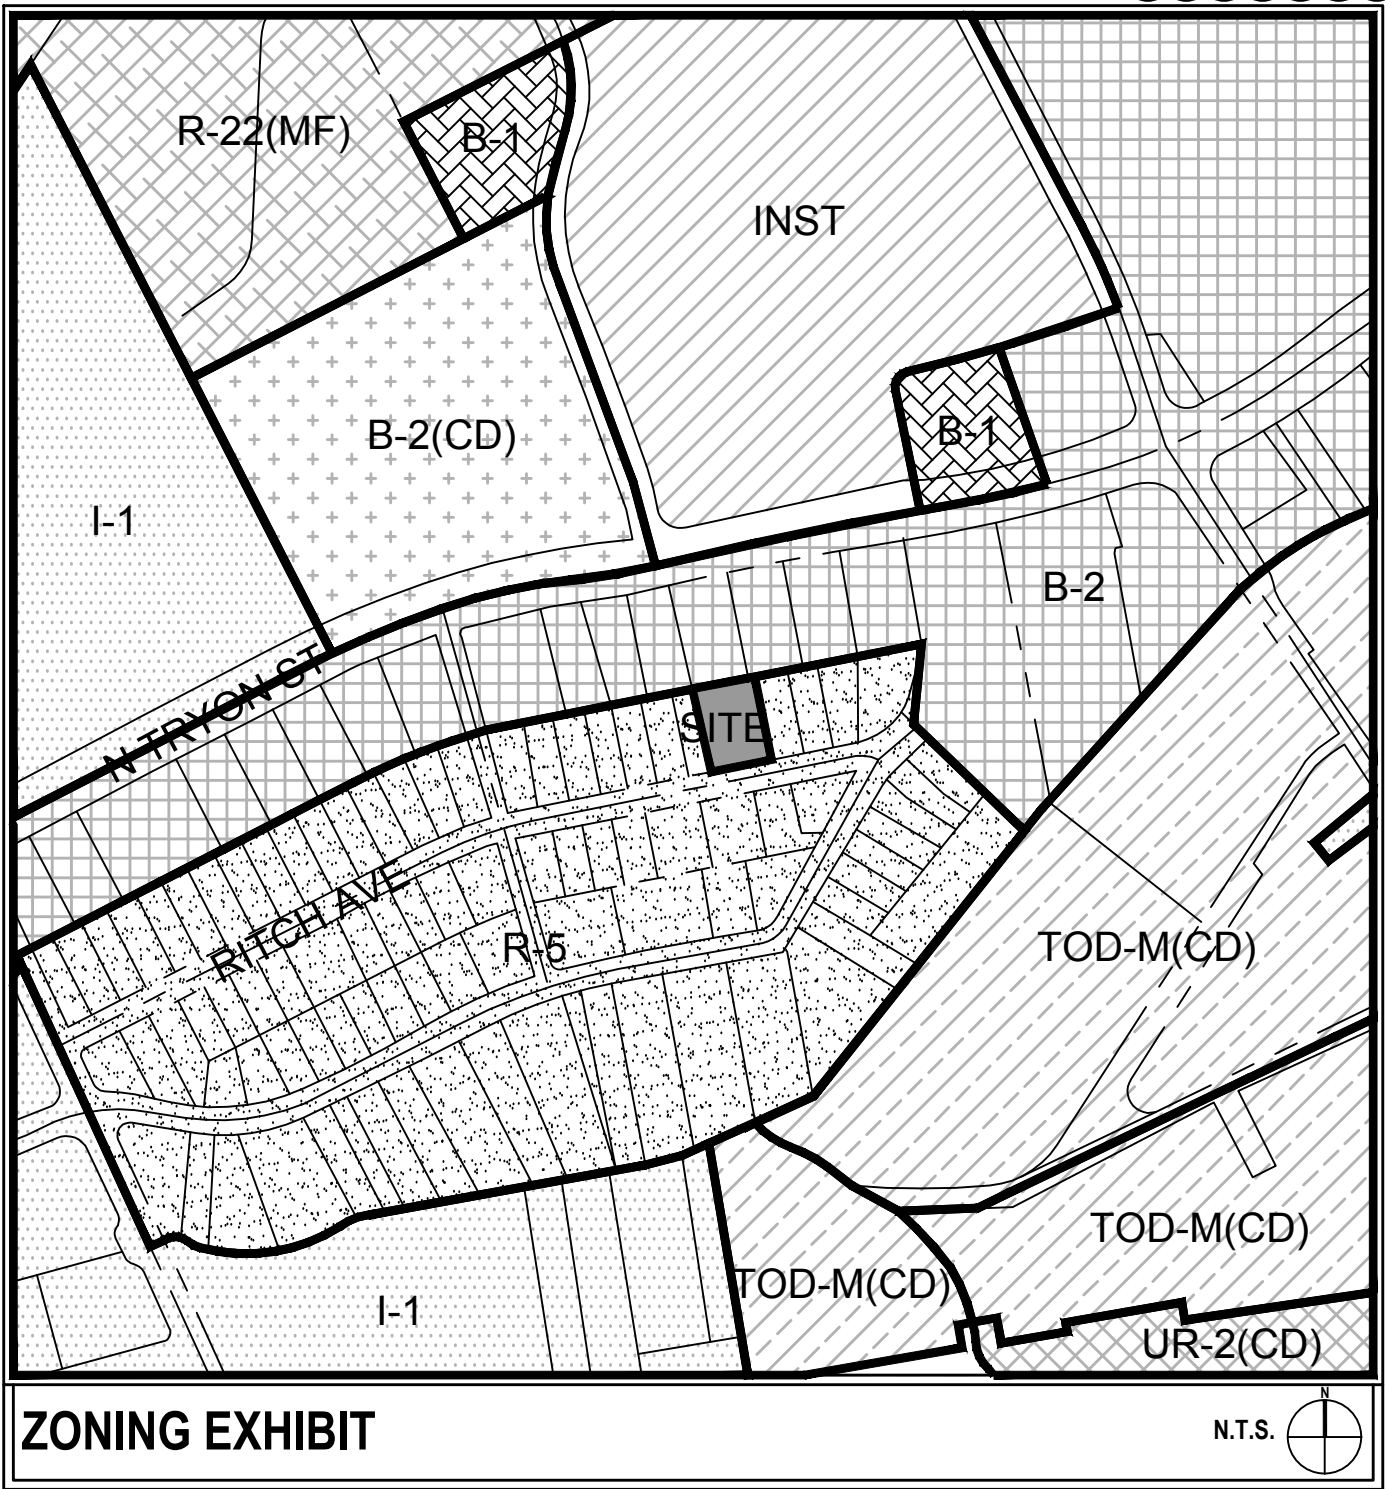 R-22(MF)
B-1
INST
B-1
B-2(CD)
I-1
B-2
N TRYON ST
SITE
RITCH AVE
R-5
TOD-M(CD)
TOD-M(CD)
TOD-M(CD)
I-1
UR-2(CD)
ZONING EXHIBIT
N.T.S.
N